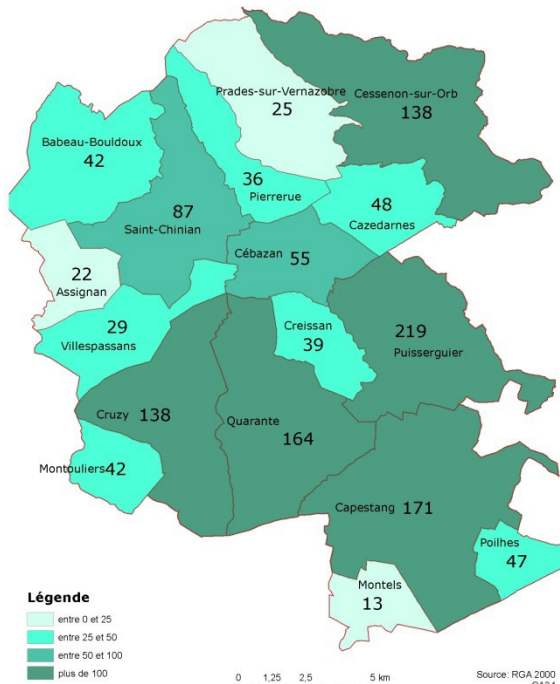 Prades-sur-Vernazobre
25
Cessenon-sur-Orb
138
Babeau-Bouldoux
42
36
Pierrerue
48
Cazedarnes
87
Saint-Chinian
Cébazan 55
22
Assignan
29
Villespassans
Creissan
39
219
Puisserguier
Cruzy 138
Quarante
164
Montouliers 42
Capestang 171
Poilhes
47
Montels
13
Légende
entre 0 et 25
entre 25 et 50
entre 50 et 100
plus de 100
0 1,25 2,5 5 km
Source: RGA 2000